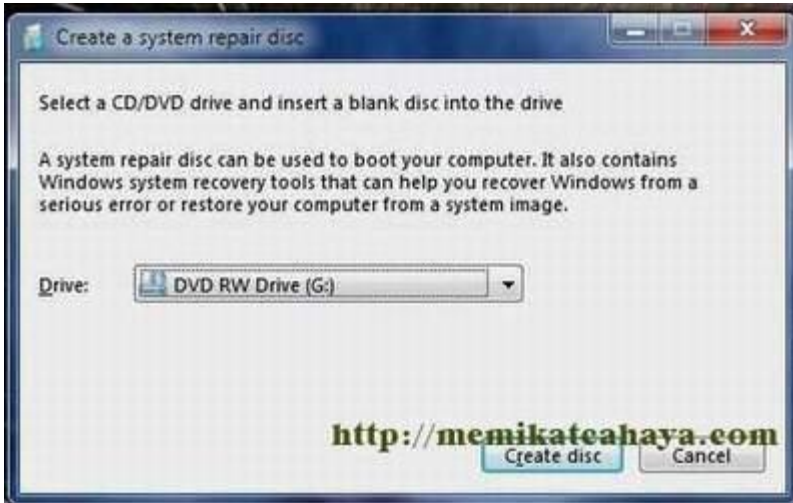 Create a system repair disc
Select a CD/DVD drive and insert a blank disc into the drive
A system repair disc can be used to boot your computer. It also contains
Windows system recovery tools that can help you recover Windows from a
serious error or restore your computer from a system image.
Drive: DVD RW Drive (G:)
http://memikatcahaya.com
Create disc Cancel